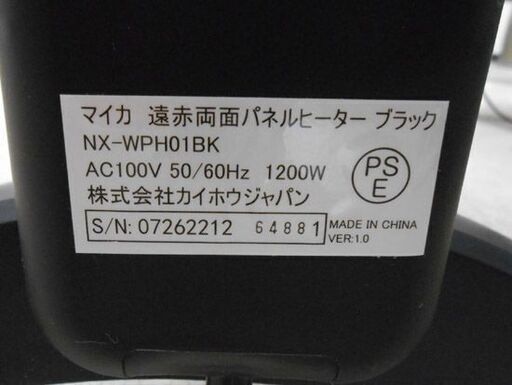 マイカ 遠赤両面パネルヒーター ブラック
NX-WPH01BK
AC100V 50/60Hz 1200W
株式会社カイホウジャパン
PS
E
S/N: 07262212 64881
MADE IN CHINA
VER:1.0